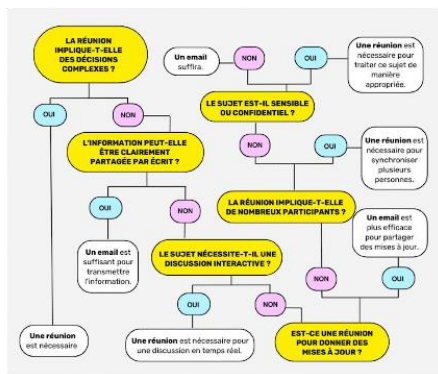 LA RÉUNION
IMPLIQUE-T-ELLE
DES DÉCISIONS
COMPLEXES ?
OUI
NON
L'INFORMATION PEUT-ELLE
ÊTRE CLAIREMENT
PARTAGÉE PAR ÉCRIT ?
OUI
NON
Un email est
suffisant pour
transmettre
l'information.
LE SUJET NÉCESSITE-T-IL UNE
DISCUSSION INTERACTIVE ?
OUI
NON
Une réunion
est nécessaire
Une réunion est nécessaire pour
une discussion en temps réel.
Un email
suffira.
NON
OUI
Une réunion est
nécessaire pour
traiter ce sujet de
manière
appropriée.
LE SUJET EST-IL SENSIBLE
OU CONFIDENTIEL ?
NON
OUI
Une réunion est
nécessaire pour
synchroniser
plusieurs
personnes.
LA RÉUNION IMPLIQUE-T-ELLE
DE NOMBREUX PARTICIPANTS ?
Un email est
plus efficace
pour partager
des mises à jour.
NON
OUI
EST-CE UNE RÉUNION
POUR DONNER DES
MISES À JOUR ?